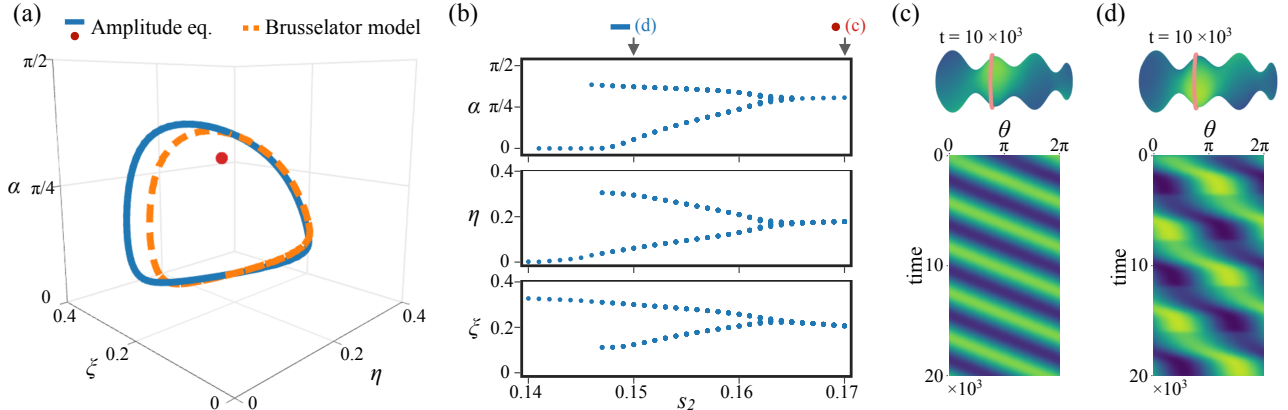 (a)
Amplitude eq.
Brusselator model
π/2
α π/4
0
0.4
0.2
0
ξ
0
0.2
0.4
η
(b)
(d)
(c)
π/2
α π/4
0
0.4
η 0.2
0
0.4
ξ 0.2
0
0.14
0.15
0.16
0.17
s2
(c)
t = 10 ×10³
θ
0 π 2π
0
time 10
20
×10³
(d)
t = 10 ×10³
θ
0 π 2π
0
time 10
20
×10³